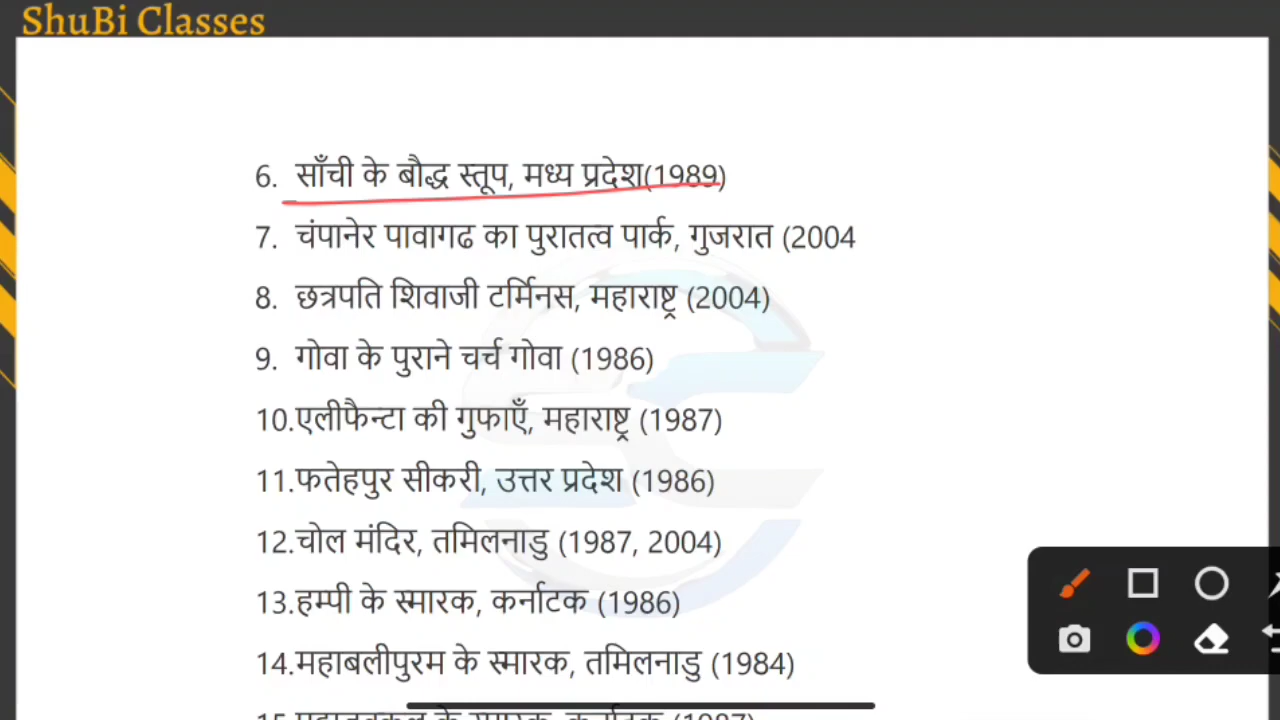 ShuBi Classes
6. साँची के बौद्ध स्तूप, मध्य प्रदेश(1989)
7. चंपानेर पावागढ का पुरातत्व पार्क, गुजरात (2004
8. छत्रपति शिवाजी टर्मिनस, महाराष्ट्र (2004)
9. गोवा के पुराने चर्च गोवा (1986)
10.एलीफैन्टा की गुफाएँ, महाराष्ट्र (1987)
11.फतेहपुर सीकरी, उत्तर प्रदेश (1986)
12.चोल मंदिर, तमिलनाडु (1987, 2004)
13.हम्पी के स्मारक, कर्नाटक (1986)
14.महाबलीपुरम के स्मारक, तमिलनाडु (1984)